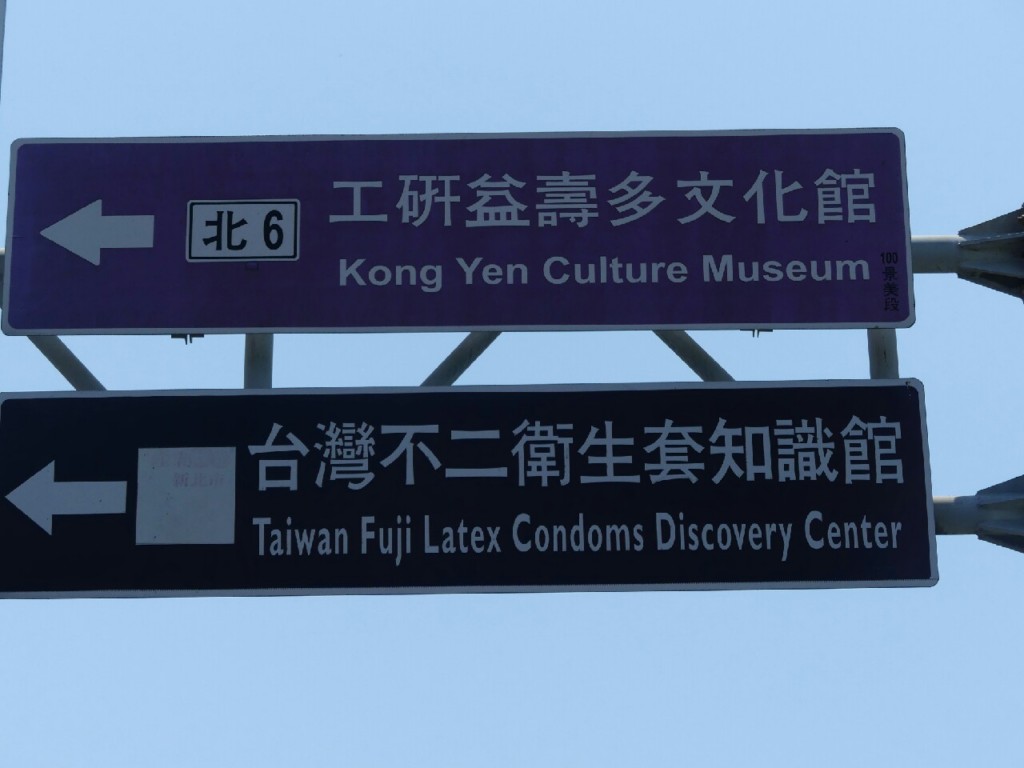 北 6
工研益壽多文化館
Kong Yen Culture Museum
100
景美段
台灣不二衛生套知識館
Taiwan Fuji Latex Condoms Discovery Center